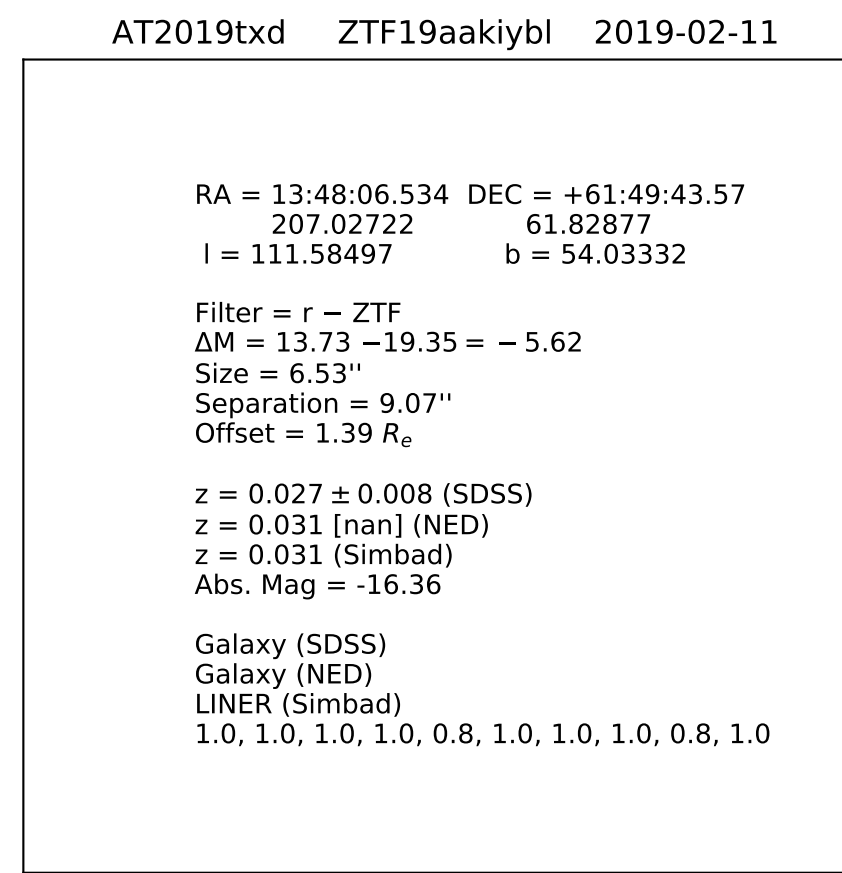 AT2019txd ZTF19aakiybl 2019-02-11
RA = 13:48:06.534 DEC = +61:49:43.57
207.02722 61.82877
l = 111.58497 b = 54.03332
Filter = r − ZTF
ΔM = 13.73 −19.35 = − 5.62
Size = 6.53''
Separation = 9.07''
Offset = 1.39 Rₑ
z = 0.027 ± 0.008 (SDSS)
z = 0.031 [nan] (NED)
z = 0.031 (Simbad)
Abs. Mag = -16.36
Galaxy (SDSS)
Galaxy (NED)
LINER (Simbad)
1.0, 1.0, 1.0, 1.0, 0.8, 1.0, 1.0, 1.0, 0.8, 1.0